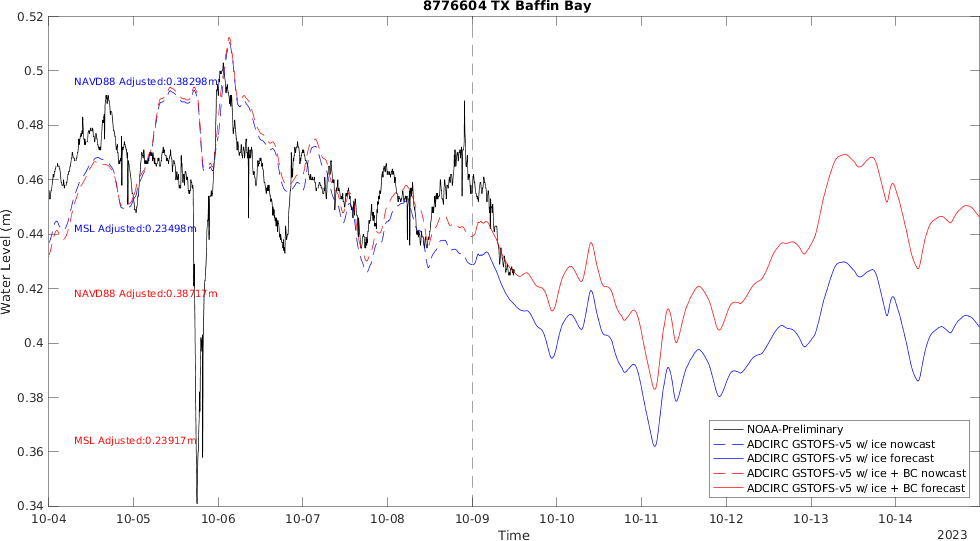 8776604 TX Baffin Bay
0.52
0.5
0.48
0.46
0.44
0.42
0.4
0.38
0.36
0.34
Water Level (m)
NAVD88 Adjusted:0.38298m
MSL Adjusted:0.23498m
NAVD88 Adjusted:0.38717m
MSL Adjusted:0.23917m
NOAA-Preliminary
ADCIRC GSTOFS-v5 w/ ice nowcast
ADCIRC GSTOFS-v5 w/ ice forecast
ADCIRC GSTOFS-v5 w/ ice + BC nowcast
ADCIRC GSTOFS-v5 w/ ice + BC forecast
10-04 10-05 10-06 10-07 10-08 10-09 10-10 10-11 10-12 10-13 10-14
Time
2023